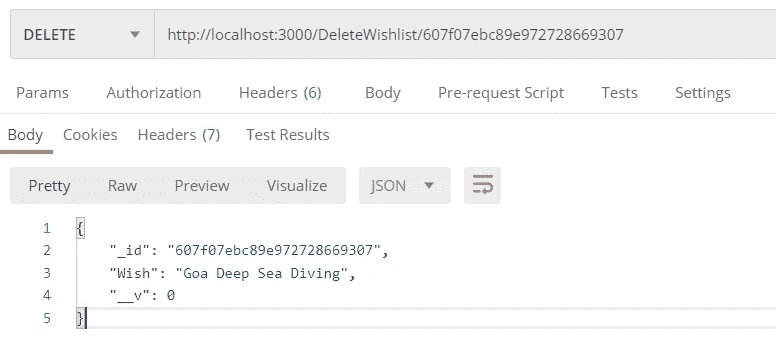 DELETE http://localhost:3000/DeleteWishlist/607f07ebc89e972728669307
Params Authorization Headers (6) Body Pre-request Script Tests Settings
Body Cookies Headers (7) Test Results
Pretty Raw Preview Visualize JSON
1 {
2 "_id": "607f07ebc89e972728669307",
3 "Wish": "Goa Deep Sea Diving",
4 "__v": 0
5 }